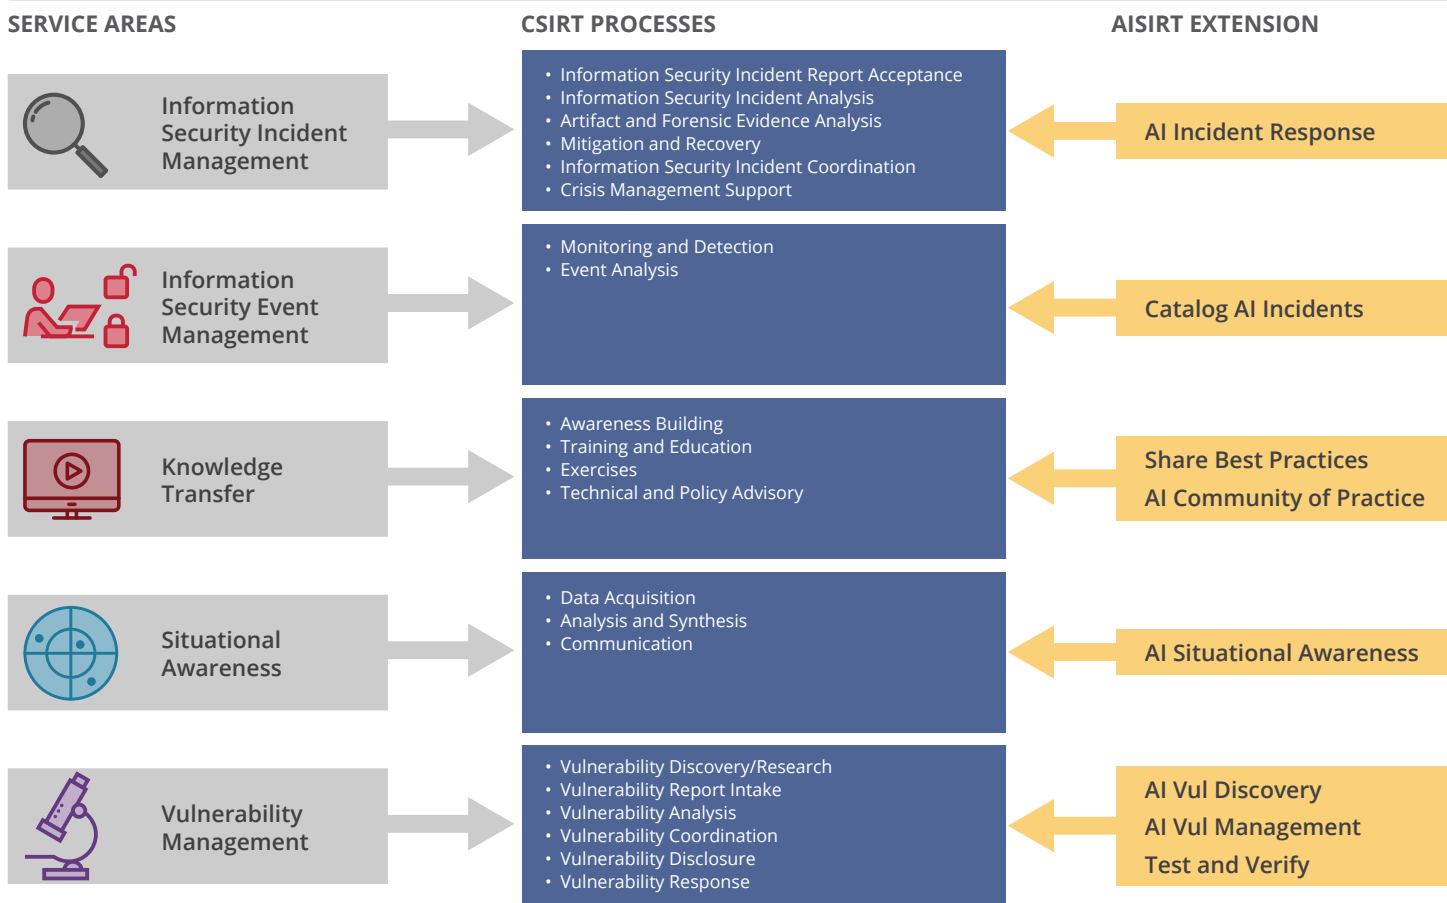 SERVICE AREAS
CSIRT PROCESSES
AISIRT EXTENSION
Information
Security Incident
Management
• Information Security Incident Report Acceptance
• Information Security Incident Analysis
• Artifact and Forensic Evidence Analysis
• Mitigation and Recovery
• Information Security Incident Coordination
• Crisis Management Support
AI Incident Response
Information
Security Event
Management
• Monitoring and Detection
• Event Analysis
Catalog AI Incidents
Knowledge
Transfer
• Awareness Building
• Training and Education
• Exercises
• Technical and Policy Advisory
Share Best Practices
AI Community of Practice
Situational
Awareness
• Data Acquisition
• Analysis and Synthesis
• Communication
AI Situational Awareness
Vulnerability
Management
• Vulnerability Discovery/Research
• Vulnerability Report Intake
• Vulnerability Analysis
• Vulnerability Coordination
• Vulnerability Disclosure
• Vulnerability Response
AI Vul Discovery
AI Vul Management
Test and Verify